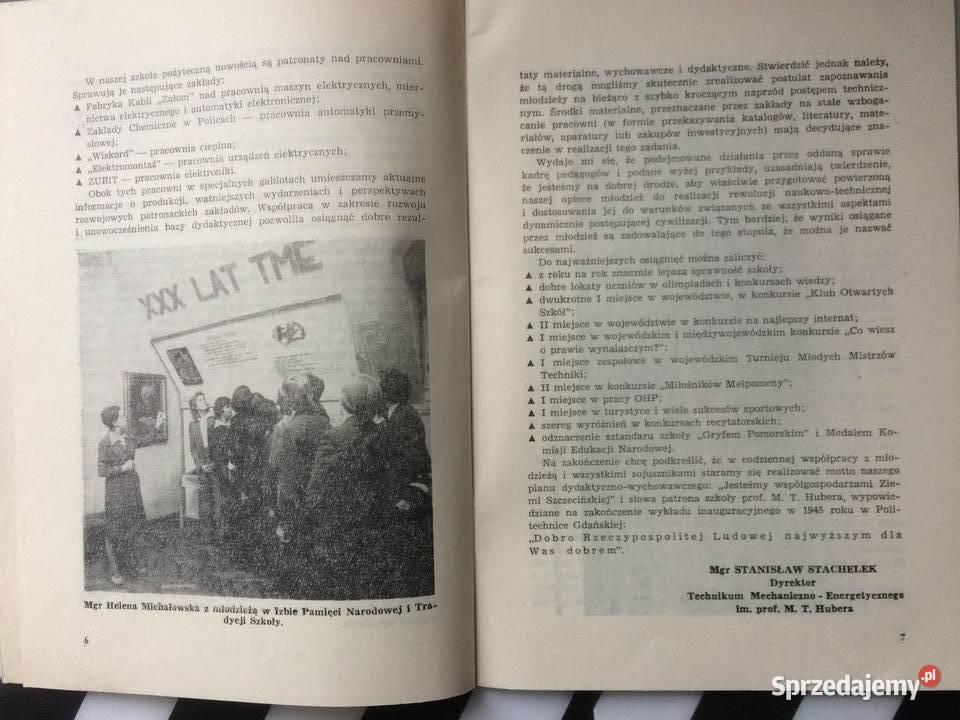 W naszej szkole pożyteczną nowością są patronaty nad pracowniami.
Sprawują je następujące zakłady:
▲ Fabryka Kabli „Załom" nad pracownią maszyn elektrycznych, mier-
nictwa elektrycznego i automatyki elektronicznej;
▲ Zakłady Chemiczne w Policach — pracownia automatyki przemy-
słowej;
▲ „Wiskord" — pracownia cieplna;
▲ „Elektromontaż" — pracownia urządzeń elektrycznych;
▲ ZURiT — pracownia elektroniki.
Obok tych pracowni w specjalnych gablotach umieszczamy aktualne
informacje o produkcji, ważniejszych wydarzeniach i perspektywach
rozwojowych patronackich zakładów. Współpraca w zakresie rozwoju
i unowocześnienia bazy dydaktycznej pozwoliła osiągnąć dobre rezul-
XXX LAT TME
Mgr Helena Michałowska z młodzieżą w Izbie Pamięci Narodowej i Tra-
dycji Szkoły.
6
taty materialne, wychowawcze i dydaktyczne. Stwierdzić jednak należy,
że tą drogą mogliśmy skutecznie zrealizować postulat zapoznawania
młodzieży na bieżąco z szybko kroczącym naprzód postępem technicz-
nym. Środki materialne, przeznaczane przez zakłady na stałe wzboga-
canie pracowni (w formie przekazywania katalogów, literatury, mate-
riałów, aparatury lub zakupów inwestycyjnych) mają decydujące zna-
czenie w realizacji tego zadania.
Wydaje mi się, że podejmowane działania przez oddaną sprawie
kadrę pedagogów i podane wyżej przykłady, uzasadniają twierdzenie,
że jesteśmy na dobrej drodze, aby właściwie przygotować powierzoną
naszej opiece młodzież do realizacji rewolucji naukowo-technicznej
i dostosowania jej do warunków związanych ze wszystkimi aspektami
dynamicznie postępującej cywilizacji. Tym bardziej, że wyniki osiągane
przez młodzież są zadowalające do tego stopnia, że można je nazwać
sukcesami.
Do najważniejszych osiągnięć można zaliczyć:
▲ z roku na rok znacznie lepsza sprawność szkoły;
▲ dobre lokaty uczniów w olimpiadach i konkursach wiedzy;
▲ dwukrotne I miejsce w województwie, w konkursie „Klub Otwartych
Szkół";
▲ II miejsce w województwie w konkursie na najlepszy internat;
▲ I miejsce w wojewódzkim i międzywojewódzkim konkursie „Co wiesz
o prawie wynalazczym?";
▲ I miejsce zespołowe w wojewódzkim Turnieju Młodych Mistrzów
Techniki;
▲ II miejsce w konkursie „Miłośników Melpomeny";
▲ I miejsce w pracy OHP;
▲ I miejsce w turystyce i wiele sukcesów sportowych;
▲ szereg wyróżnień w konkursach recytatorskich;
▲ odznaczenie sztandaru szkoły „Gryfem Pomorskim" i Medalem Ko-
misji Edukacji Narodowej.
Na zakończenie chcę podkreślić, że w codziennej współpracy z mło-
dzieżą i wszystkimi sojusznikami staramy się realizować motto naszego
planu dydaktyczno-wychowawczego: „Jesteśmy współgospodarzami Zie-
mi Szczecińskiej" i słowa patrona szkoły prof. M. T. Hubera, wypowie-
dziane na zakończenie wykładu inauguracyjnego w 1945 roku w Poli-
technice Gdańskiej:
„Dobro Rzeczypospolitej Ludowej najwyższym dla
Was dobrem".
Mgr STANISŁAW STACHELEK
Dyrektor
Technikum Mechaniczno - Energetycznego
im. prof. M. T. Hubera
7
Sprzedajemy.pl